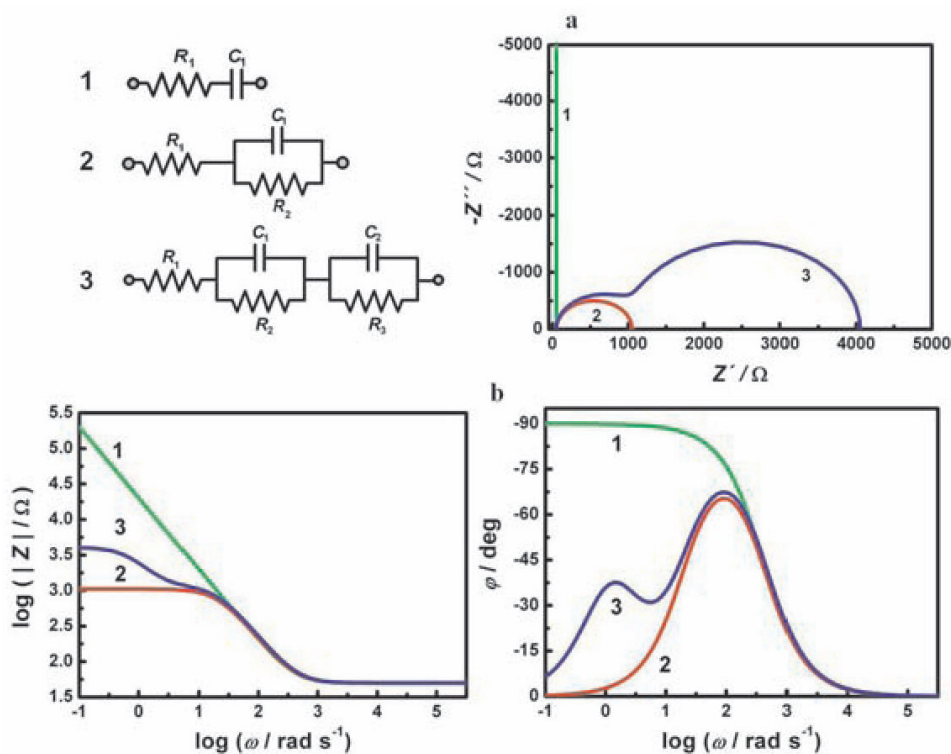 a
1
R1
C1
2
R1
C1
R2
3
R1
C1
C2
R2
R3
-5000
-4000
-3000
-2000
-1000
0
-Z´´ / Ω
1
2
3
0 1000 2000 3000 4000 5000
Z´ / Ω
b
5.5
5.0
4.5
4.0
3.5
3.0
2.5
2.0
1.5
log ( | Z | / Ω )
1
3
2
-1 0 1 2 3 4 5
log (ω / rad s⁻¹)
-90
-75
-60
-45
-30
-15
0
φ / deg
1
3
2
-1 0 1 2 3 4 5
log (ω / rad s⁻¹)